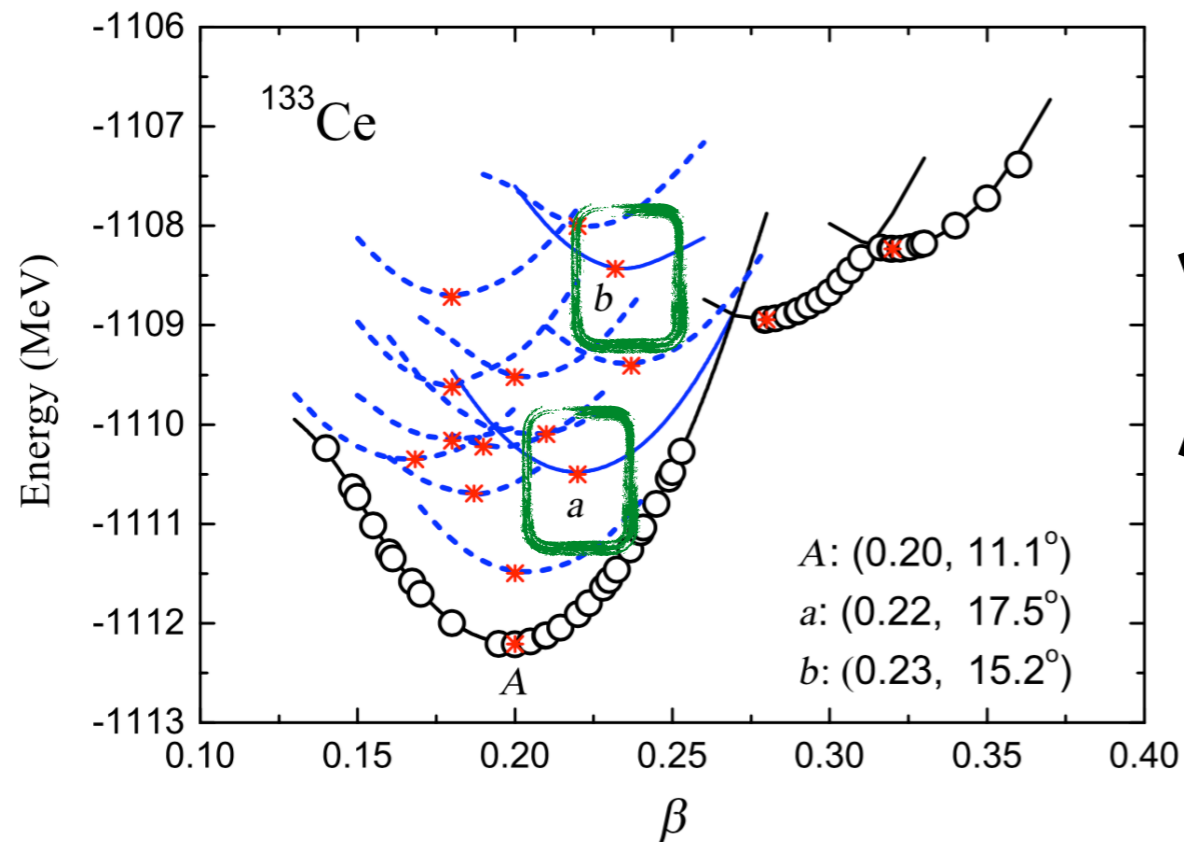 -1106
-1107
-1108
-1109
-1110
-1111
-1112
-1113
Energy (MeV)
¹³³Ce
b
a
A
A: (0.20, 11.1°)
a: (0.22, 17.5°)
b: (0.23, 15.2°)
0.10 0.15 0.20 0.25 0.30 0.35 0.40
β